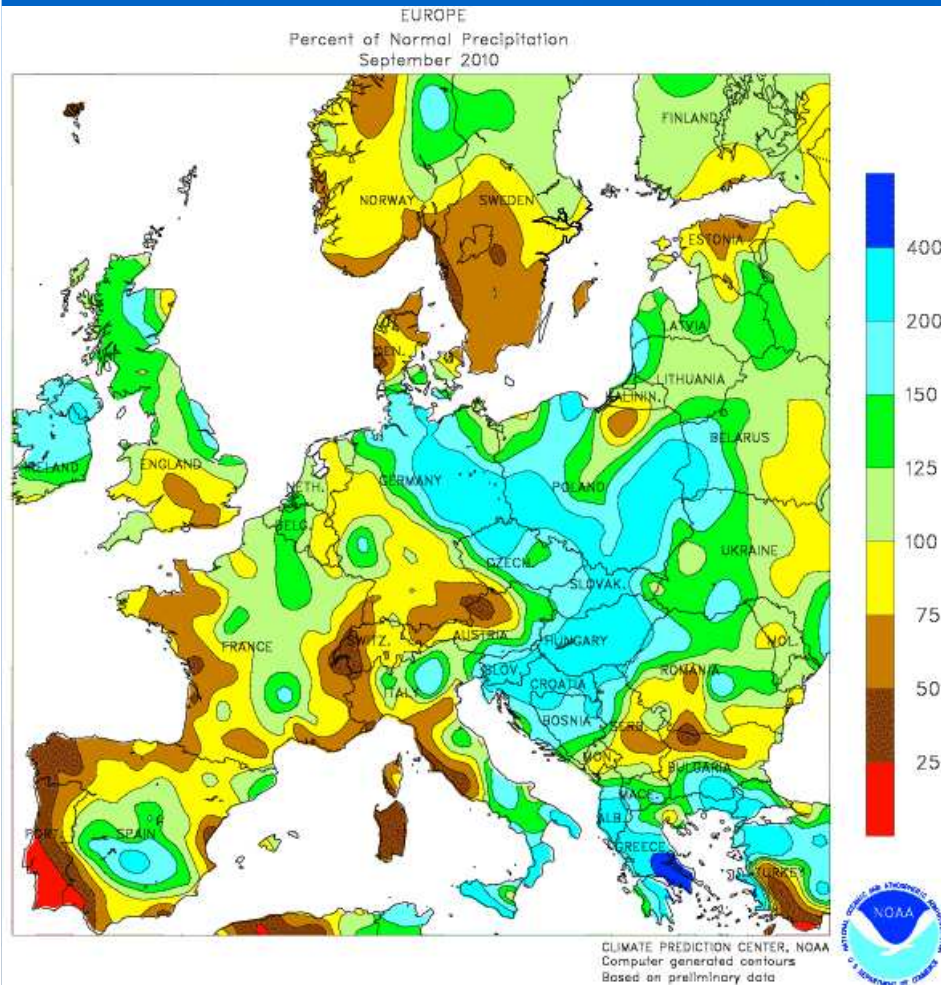 EUROPE
Percent of Normal Precipitation
September 2010
FINLAND
NORWAY
SWEDEN
ESTONIA
400
DEN.
LATVIA
200
LITHUANIA
KALININ.
150
IRELAND
ENGLAND
NETH.
GERMANY
POLAND
BELARUS
125
BELG.
100
CZECH
UKRAINE
SLOVAK.
75
FRANCE
SWITZ.
AUSTRIA
HUNGARY
MOL.
SLOV.
ROMANIA
50
ITALY
CROATIA
BOSNIA
SERB.
25
MON.
BULGARIA
MACE.
PORT.
SPAIN
ALB.
GREECE
TURKEY
NOAA
CLIMATE PREDICTION CENTER, NOAA
Computer generated contours
Based on preliminary data